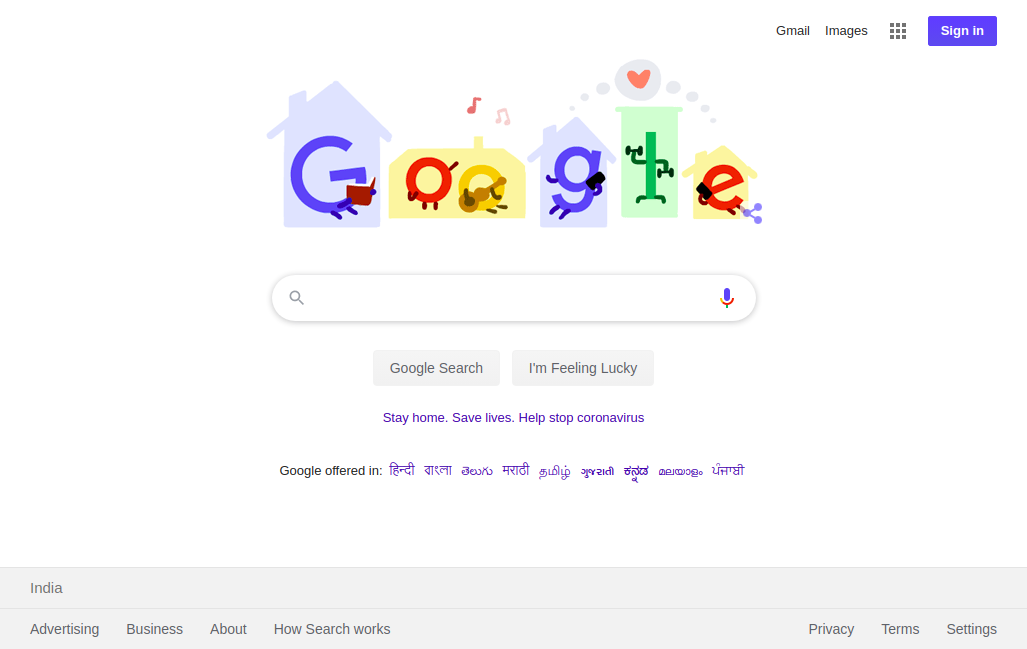 Gmail Images Sign in
Google
Google Search I'm Feeling Lucky
Stay home. Save lives. Help stop coronavirus
Google offered in: हिन्दी বাংলা తెలుగు मराठी தமிழ் ગુજરાતી ಕನ್ನಡ മലയാളം ਪੰਜਾਬੀ
India
Advertising Business About How Search works Privacy Terms Settings